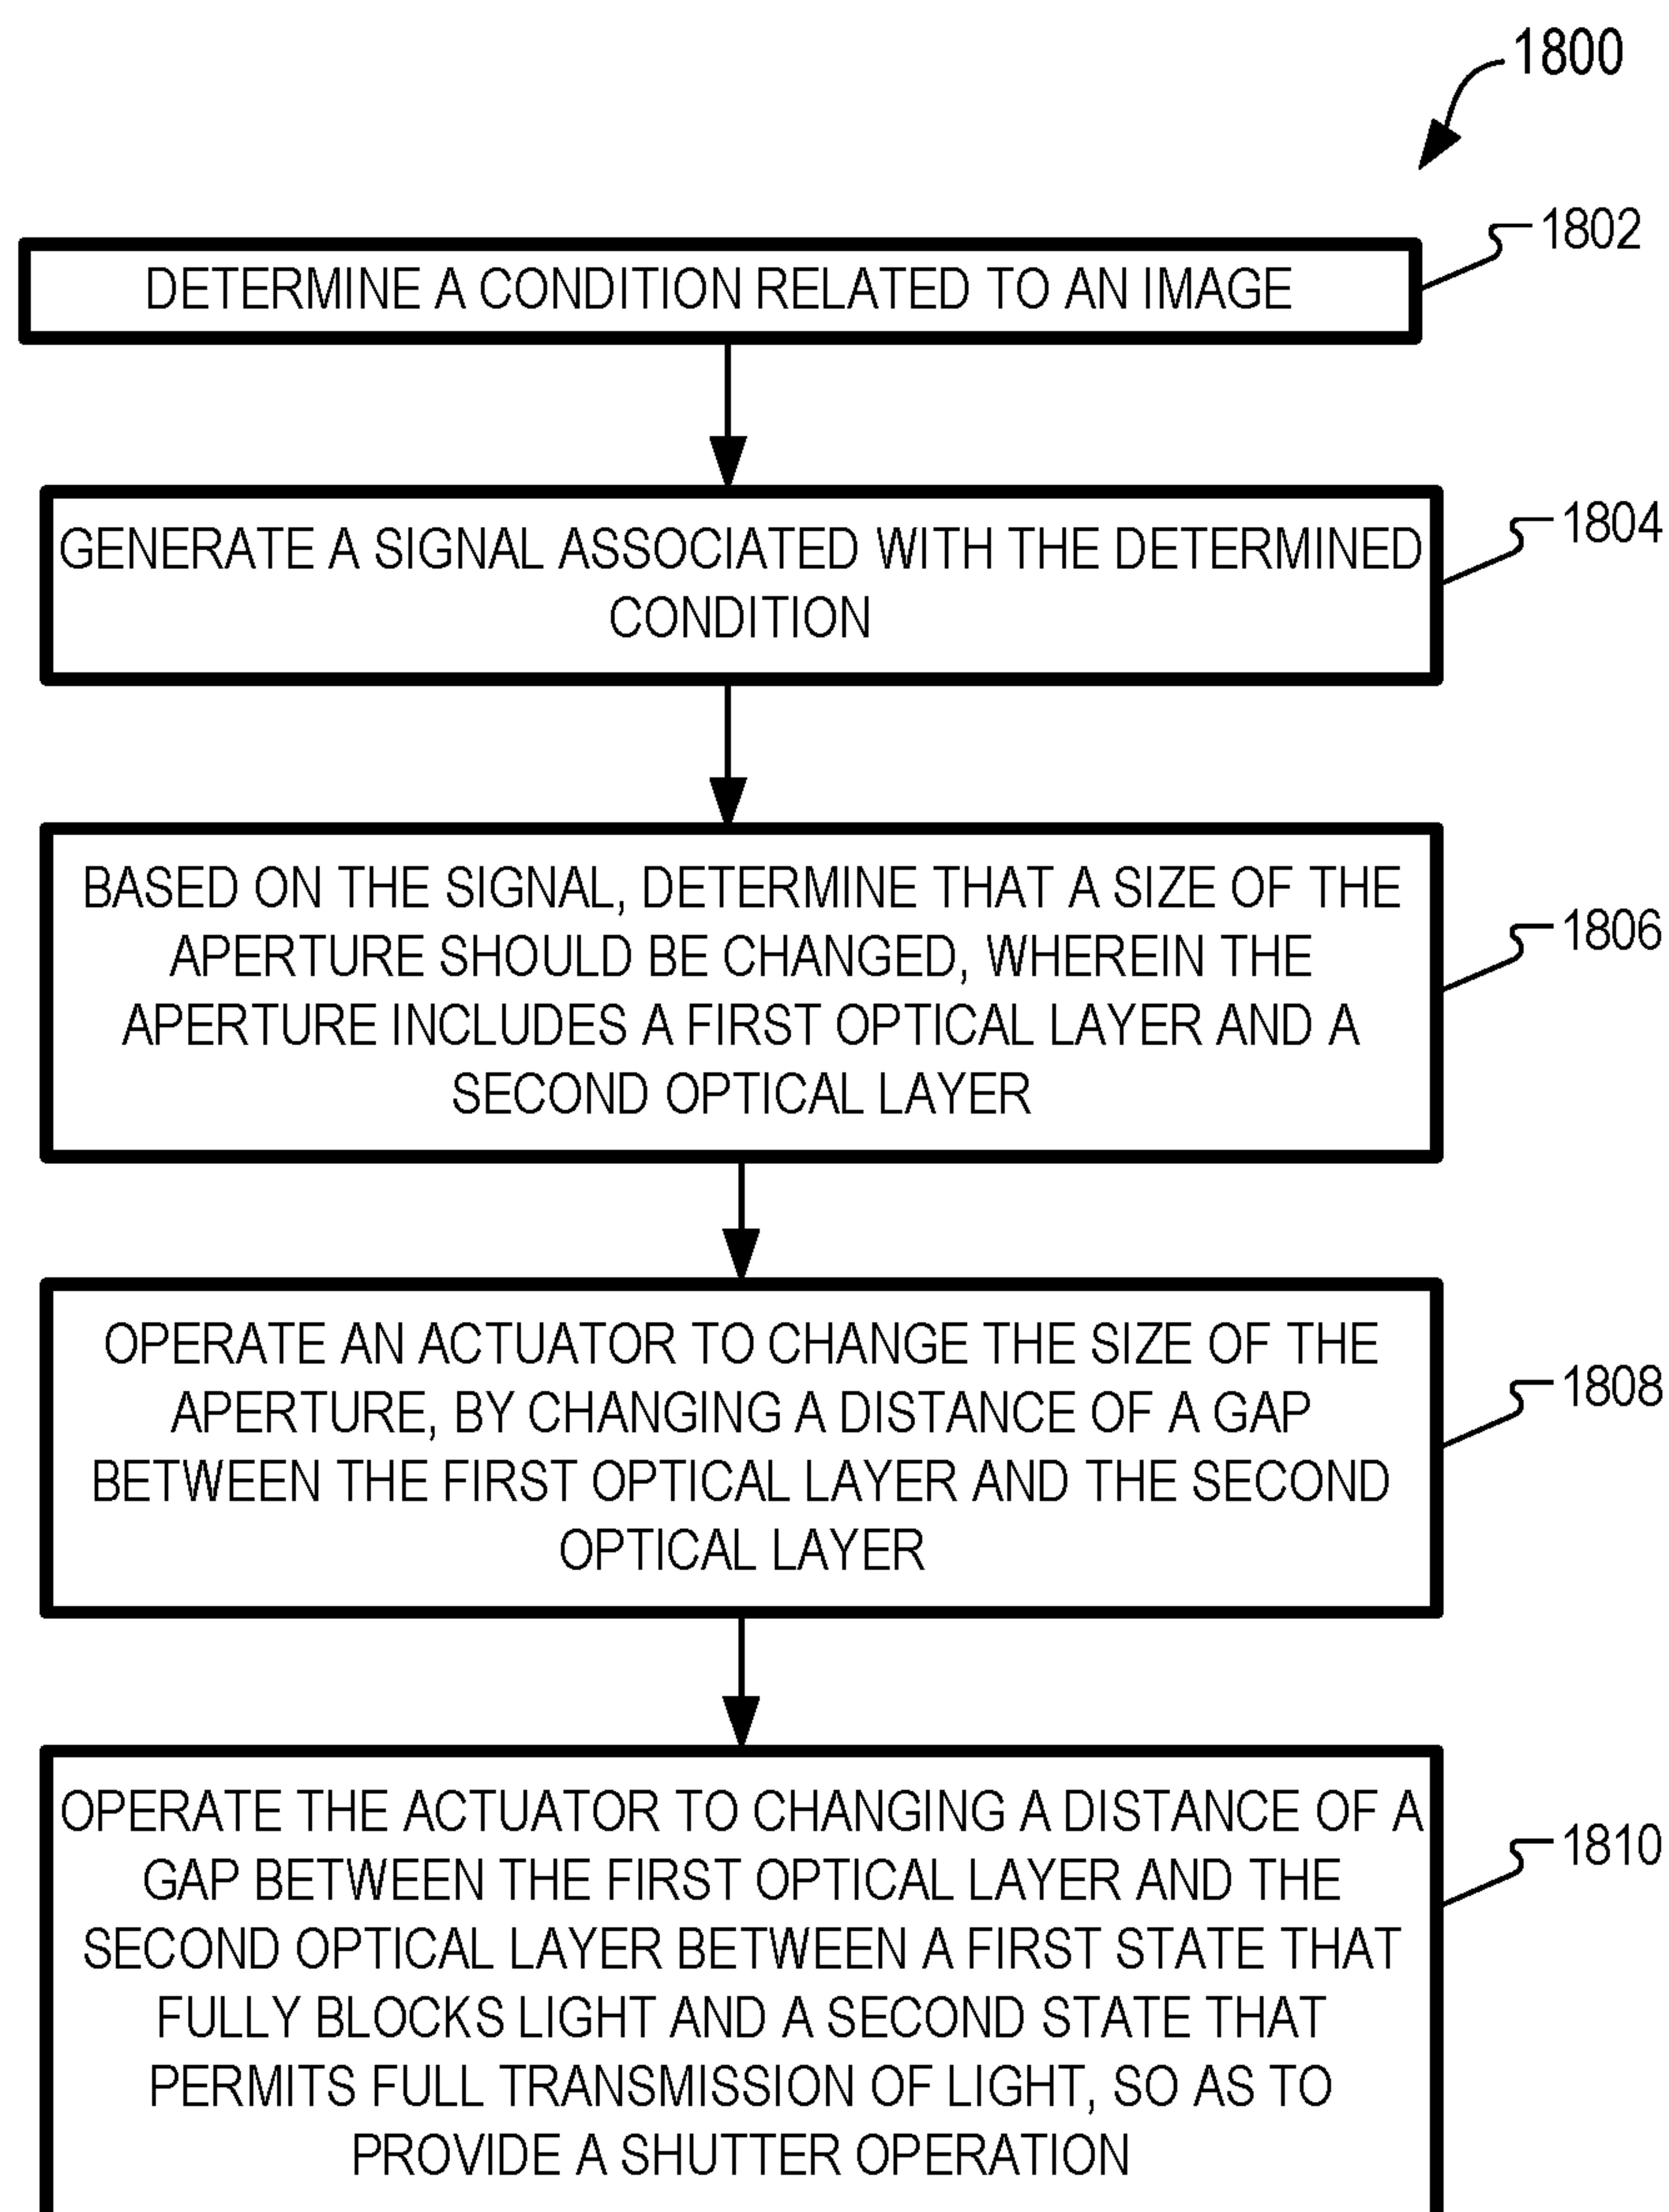 1800
1802
DETERMINE A CONDITION RELATED TO AN IMAGE
1804
GENERATE A SIGNAL ASSOCIATED WITH THE DETERMINED
CONDITION
1806
BASED ON THE SIGNAL, DETERMINE THAT A SIZE OF THE
APERTURE SHOULD BE CHANGED, WHEREIN THE
APERTURE INCLUDES A FIRST OPTICAL LAYER AND A
SECOND OPTICAL LAYER
1808
OPERATE AN ACTUATOR TO CHANGE THE SIZE OF THE
APERTURE, BY CHANGING A DISTANCE OF A GAP
BETWEEN THE FIRST OPTICAL LAYER AND THE SECOND
OPTICAL LAYER
1810
OPERATE THE ACTUATOR TO CHANGING A DISTANCE OF A
GAP BETWEEN THE FIRST OPTICAL LAYER AND THE
SECOND OPTICAL LAYER BETWEEN A FIRST STATE THAT
FULLY BLOCKS LIGHT AND A SECOND STATE THAT
PERMITS FULL TRANSMISSION OF LIGHT, SO AS TO
PROVIDE A SHUTTER OPERATION